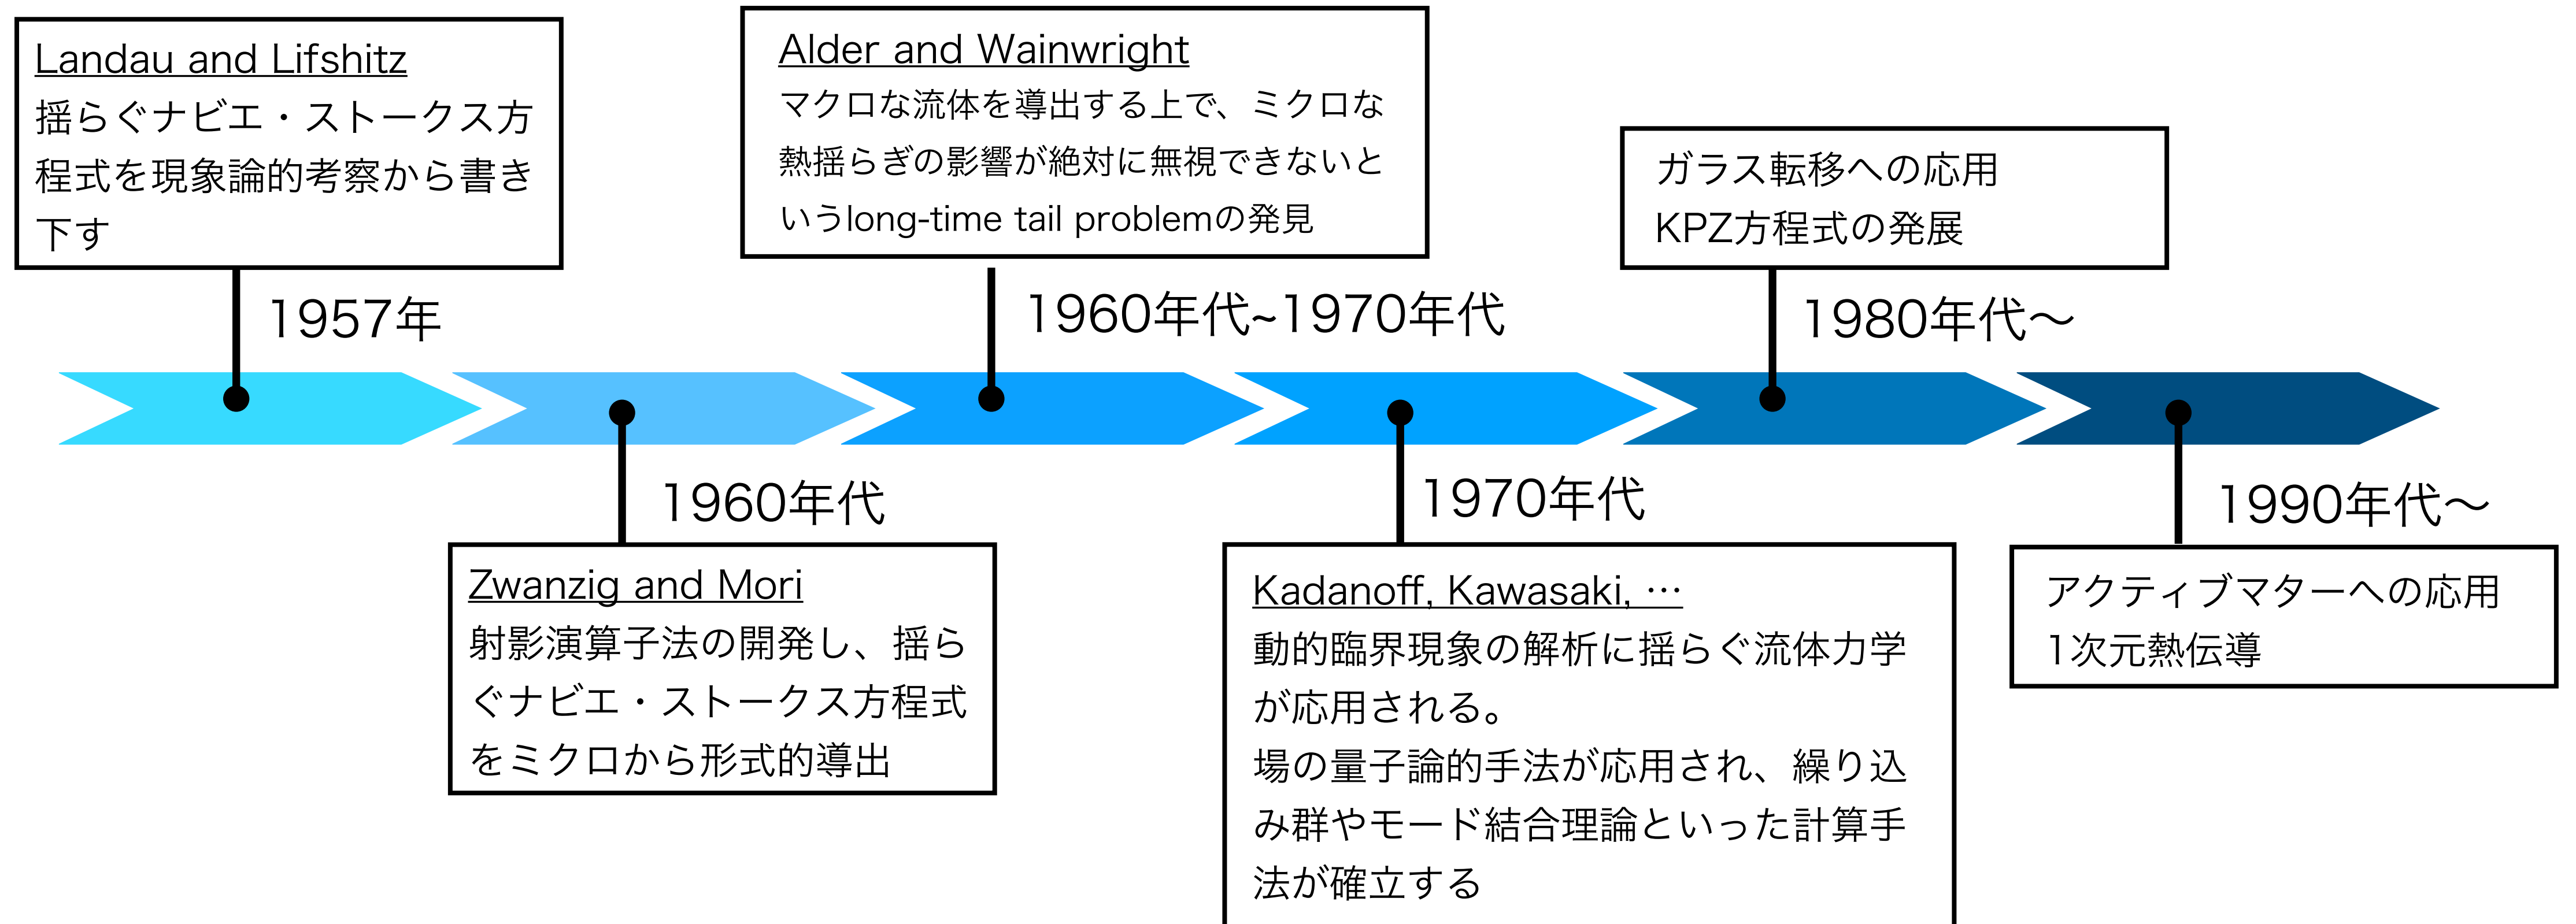 Landau and Lifshitz
揺らぐナビエ・ストークス方
程式を現象論的考察から書き
下す
1957年
Zwanzig and Mori
射影演算子法の開発し、揺ら
ぐナビエ・ストークス方程式
をミクロから形式的導出
1960年代
Alder and Wainwright
マクロな流体を導出する上で、ミクロな
熱揺らぎの影響が絶対に無視できないと
いうlong-time tail problemの発見
1960年代~1970年代
1970年代
Kadanoff, Kawasaki, …
動的臨界現象の解析に揺らぐ流体力学
が応用される。
場の量子論的手法が応用され、繰り込
み群やモード結合理論といった計算手
法が確立する
ガラス転移への応用
KPZ方程式の発展
1980年代〜
1990年代〜
アクティブマターへの応用
1次元熱伝導